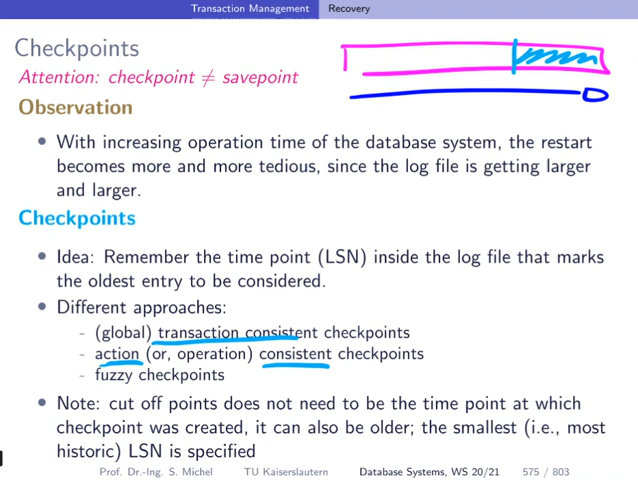 Transaction Management Recovery
Checkpoints
Attention: checkpoint ≠ savepoint
Observation
• With increasing operation time of the database system, the restart
becomes more and more tedious, since the log file is getting larger
and larger.
Checkpoints
• Idea: Remember the time point (LSN) inside the log file that marks
the oldest entry to be considered.
• Different approaches:
- (global) transaction consistent checkpoints
- action (or, operation) consistent checkpoints
- fuzzy checkpoints
• Note: cut off points does not need to be the time point at which
checkpoint was created, it can also be older; the smallest (i.e., most
historic) LSN is specified
Prof. Dr.-Ing. S. Michel TU Kaiserslautern Database Systems, WS 20/21 575 / 803